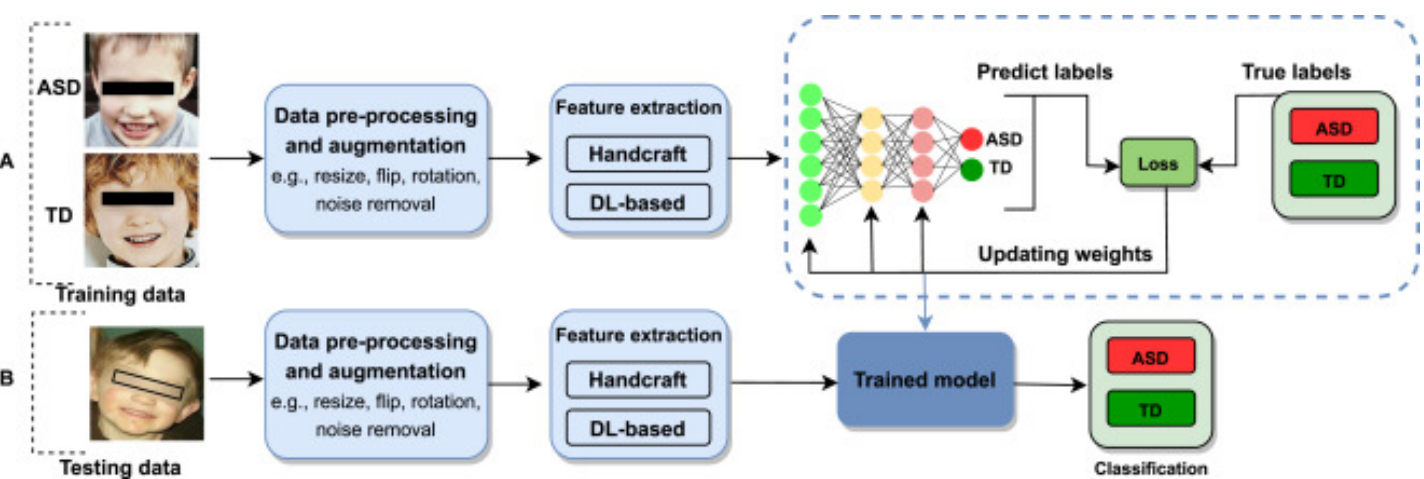 A
ASD
TD
Training data
Data pre-processing
and augmentation
e.g., resize, flip, rotation,
noise removal
Feature extraction
Handcraft
DL-based
ASD
TD
Predict labels
True labels
Loss
ASD
TD
Updating weights
B
Testing data
Data pre-processing
and augmentation
e.g., resize, flip, rotation,
noise removal
Feature extraction
Handcraft
DL-based
Trained model
ASD
TD
Classification